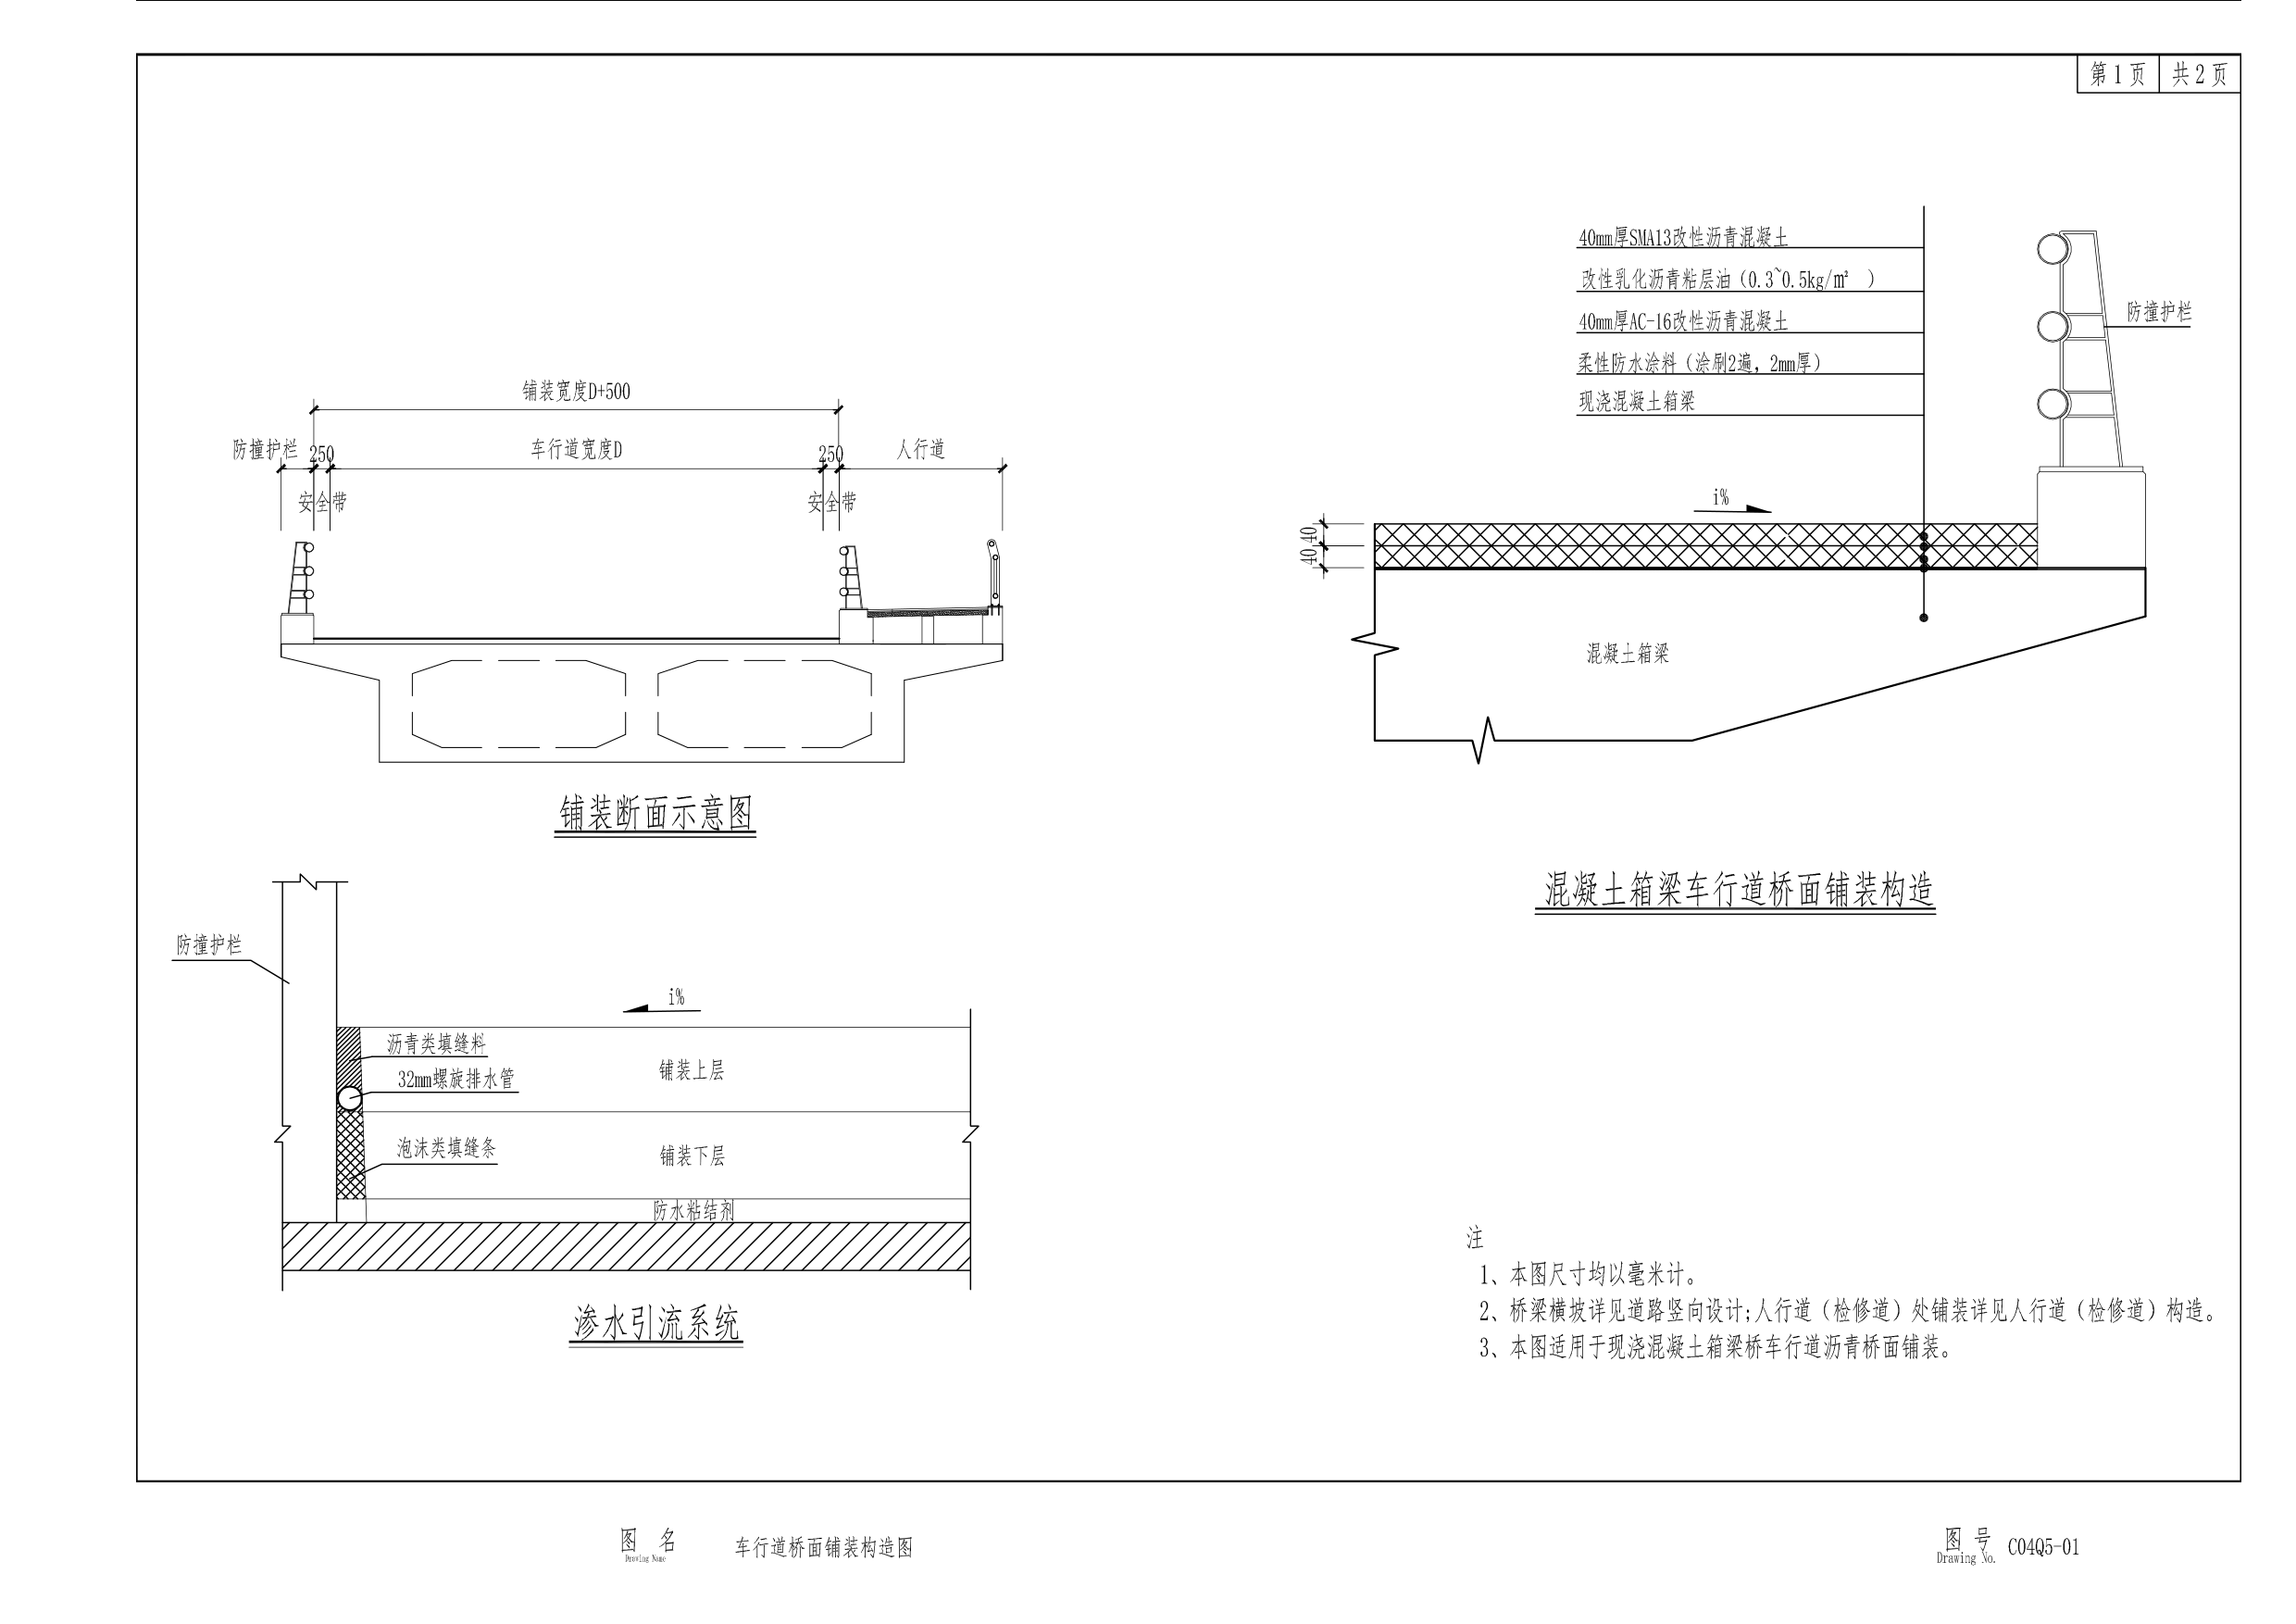 第 1 页 共 2 页
40mm厚SMA13改性沥青混凝土
改性乳化沥青粘层油（0.3~0.5kg/m² ）
40mm厚AC-16改性沥青混凝土
柔性防水涂料（涂刷2遍，2mm厚）
现浇混凝土箱梁
防撞护栏
i%
40 40
混凝土箱梁
混凝土箱梁车行道桥面铺装构造
铺装宽度D+500
防撞护栏 250 车行道宽度D 250 人行道
安全带 安全带
铺装断面示意图
防撞护栏
i%
沥青类填缝料
32mm螺旋排水管
铺装上层
泡沫类填缝条
铺装下层
防水粘结剂
渗水引流系统
注
1、本图尺寸均以毫米计。
2、桥梁横坡详见道路竖向设计;人行道（检修道）处铺装详见人行道（检修道）构造。
3、本图适用于现浇混凝土箱梁桥车行道沥青桥面铺装。
图 名 车行道桥面铺装构造图
Drawing Name
图 号 C04Q5-01
Drawing No.